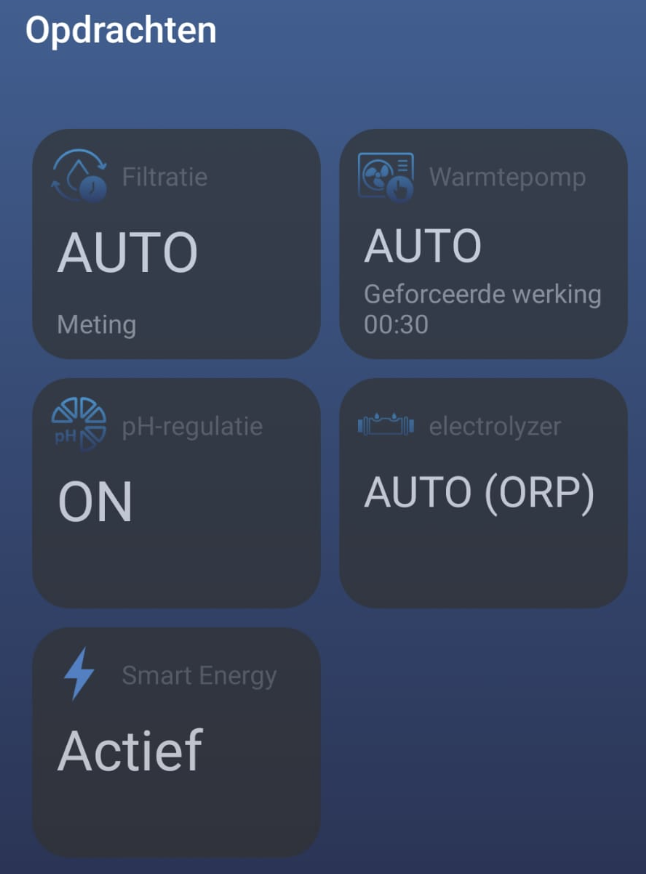 Opdrachten
Filtratie
AUTO
Meting
Warmtepomp
AUTO
Geforceerde werking
00:30
pH
pH-regulatie
ON
electrolyzer
AUTO (ORP)
Smart Energy
Actief